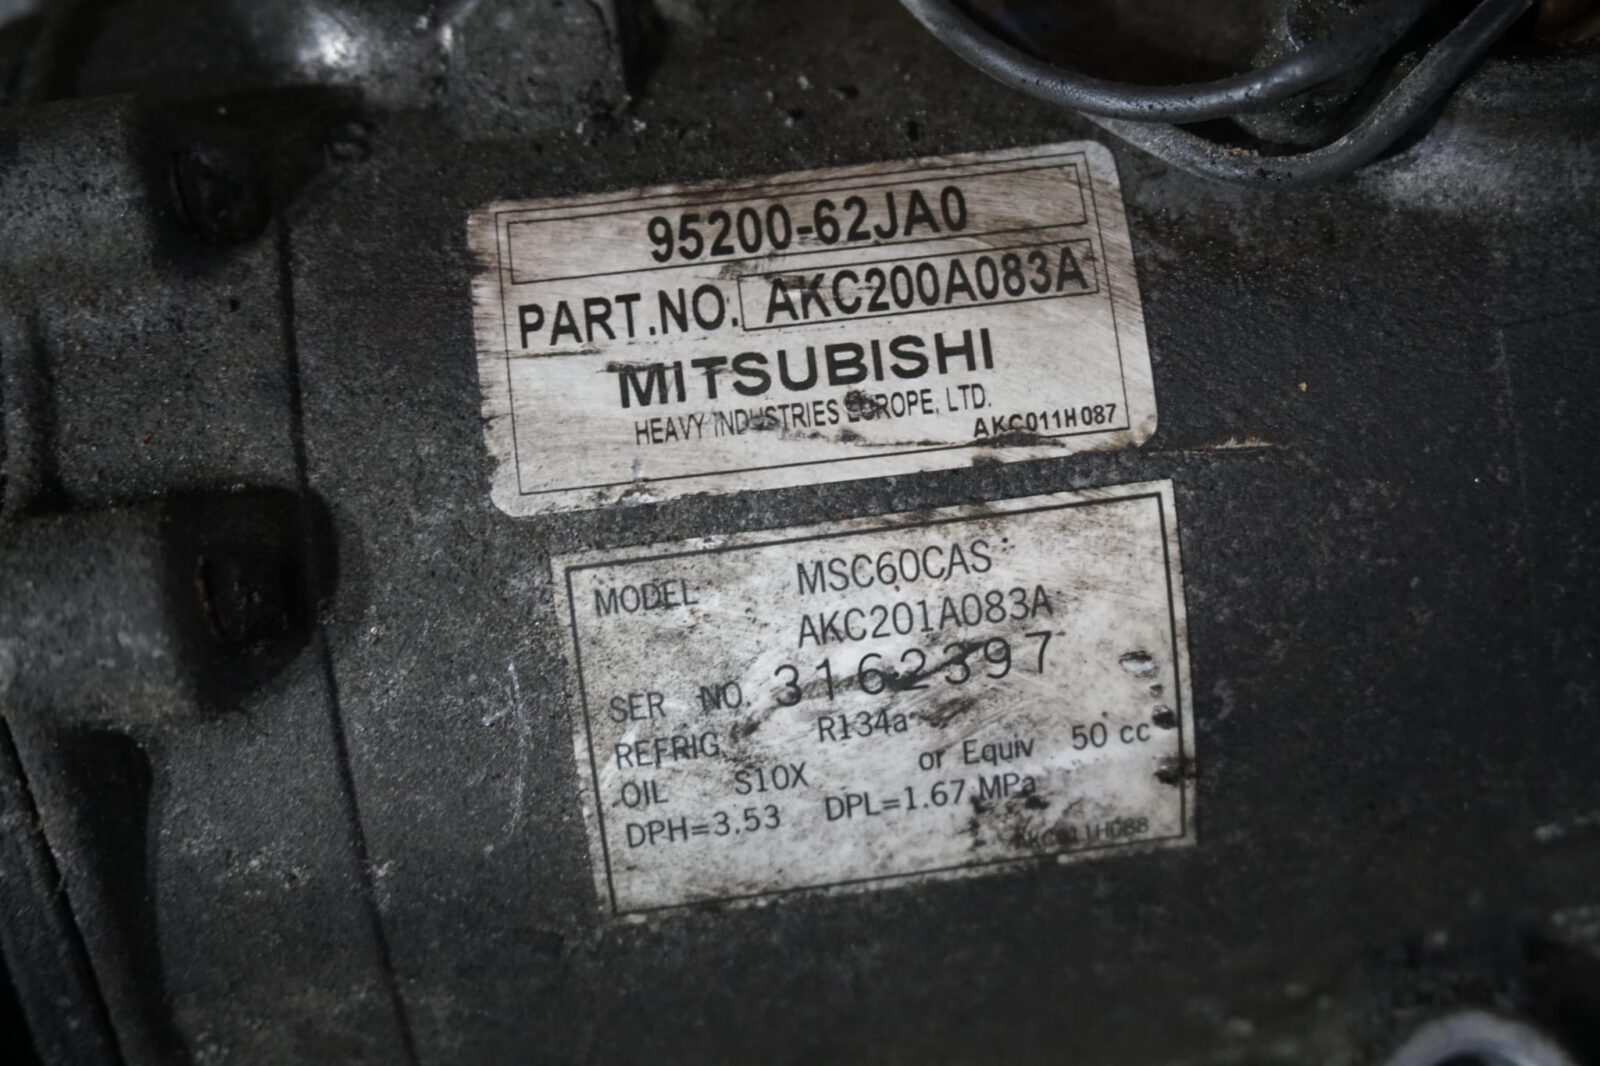 95200-62JA0
PART.NO. AKC200A083A
MITSUBISHI
HEAVY INDUSTRIES EUROPE, LTD.
AKC011H087
MODEL MSC60CAS
AKC201A083A
SER NO. 3162397
REFRIG. R134a
OIL S10X or Equiv 50 cc
DPH=3.53 DPL=1.67 MPa
AKC011H088